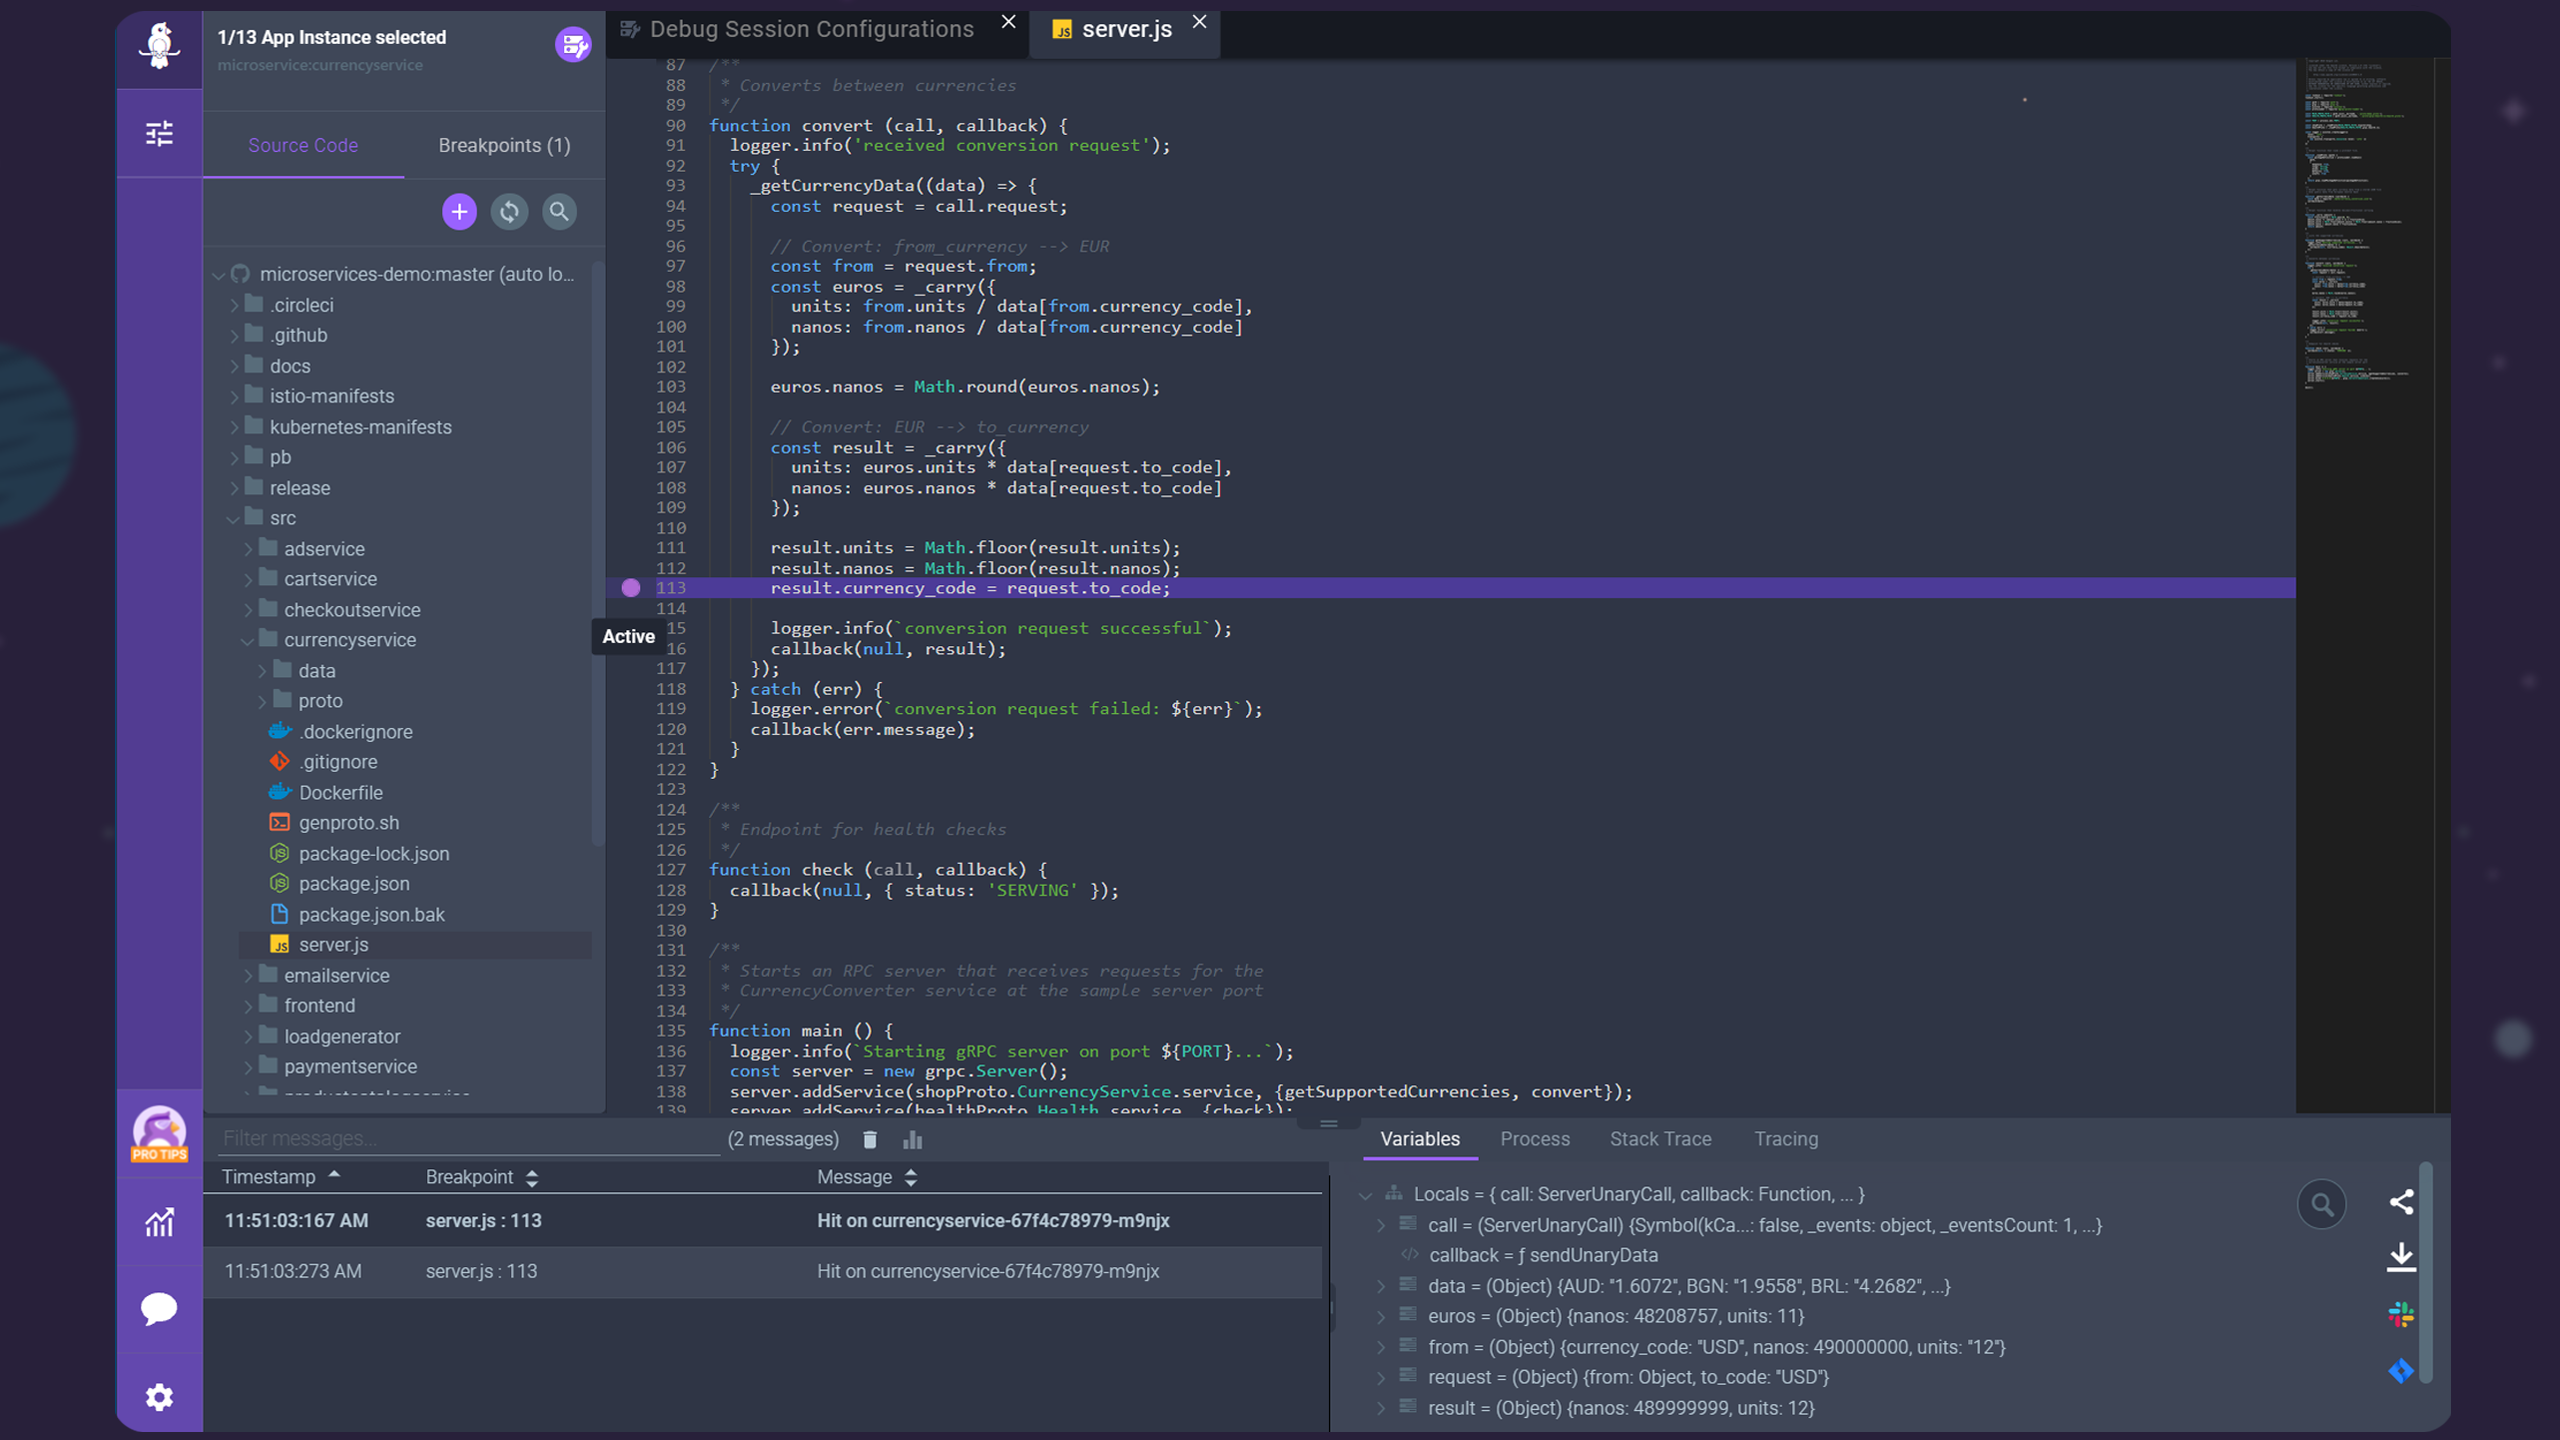 1/13 App Instance selected
microservice:currencyservice
Source Code
Breakpoints (1)
microservices-demo:master (auto lo...
.circleci
.github
docs
istio-manifests
kubernetes-manifests
pb
release
src
adservice
cartservice
checkoutservice
currencyservice
data
proto
.dockerignore
.gitignore
Dockerfile
genproto.sh
package-lock.json
package.json
package.json.bak
JS server.js
emailservice
frontend
loadgenerator
paymentservice
PRO TIPS
Debug Session Configurations
JS server.js
87 /**
88  * Converts between currencies
89  */
90 function convert (call, callback) {
91   logger.info('received conversion request');
92   try {
93     _getCurrencyData((data) => {
94       const request = call.request;
95
96       // Convert: from_currency --> EUR
97       const from = request.from;
98       const euros = _carry({
99         units: from.units / data[from.currency_code],
100         nanos: from.nanos / data[from.currency_code]
101       });
102
103       euros.nanos = Math.round(euros.nanos);
104
105       // Convert: EUR --> to_currency
106       const result = _carry({
107         units: euros.units * data[request.to_code],
108         nanos: euros.nanos * data[request.to_code]
109       });
110
111       result.units = Math.floor(result.units);
112       result.nanos = Math.floor(result.nanos);
113       result.currency_code = request.to_code;
114
Active
15       logger.info(`conversion request successful`);
16       callback(null, result);
117     });
118   } catch (err) {
119     logger.error(`conversion request failed: ${err}`);
120     callback(err.message);
121   }
122 }
123
124 /**
125  * Endpoint for health checks
126  */
127 function check (call, callback) {
128   callback(null, { status: 'SERVING' });
129 }
130
131 /**
132  * Starts an RPC server that receives requests for the
133  * CurrencyConverter service at the sample server port
134  */
135 function main () {
136   logger.info(`Starting gRPC server on port ${PORT}...`);
137   const server = new grpc.Server();
138   server.addService(shopProto.CurrencyService.service, {getSupportedCurrencies, convert});
139   server.addService(healthProto.Health.service, {check});
Filter messages...
(2 messages)
Timestamp Breakpoint Message
11:51:03:167 AM server.js : 113 Hit on currencyservice-67f4c78979-m9njx
11:51:03:273 AM server.js : 113 Hit on currencyservice-67f4c78979-m9njx
Variables Process Stack Trace Tracing
Locals = { call: ServerUnaryCall, callback: Function, ... }
call = (ServerUnaryCall) {Symbol(kCa...: false, _events: object, _eventsCount: 1, ...}
callback = ƒ sendUnaryData
data = (Object) {AUD: "1.6072", BGN: "1.9558", BRL: "4.2682", ...}
euros = (Object) {nanos: 48208757, units: 11}
from = (Object) {currency_code: "USD", nanos: 490000000, units: "12"}
request = (Object) {from: Object, to_code: "USD"}
result = (Object) {nanos: 489999999, units: 12}